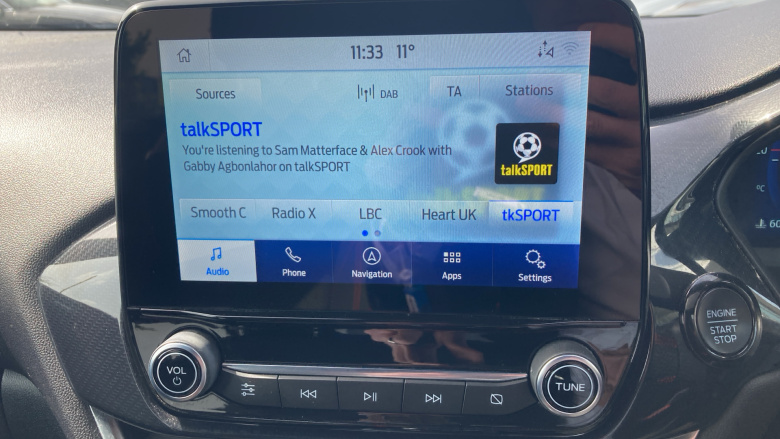 11:33 11°
Sources DAB TA Stations
talkSPORT
You're listening to Sam Matterface & Alex Crook with
Gabby Agbonlahor on talkSPORT
talkSPORT
Smooth C Radio X LBC Heart UK tkSPORT
Audio Phone Navigation Apps Settings
°C
60
ENGINE
START
STOP
VOL
TUNE